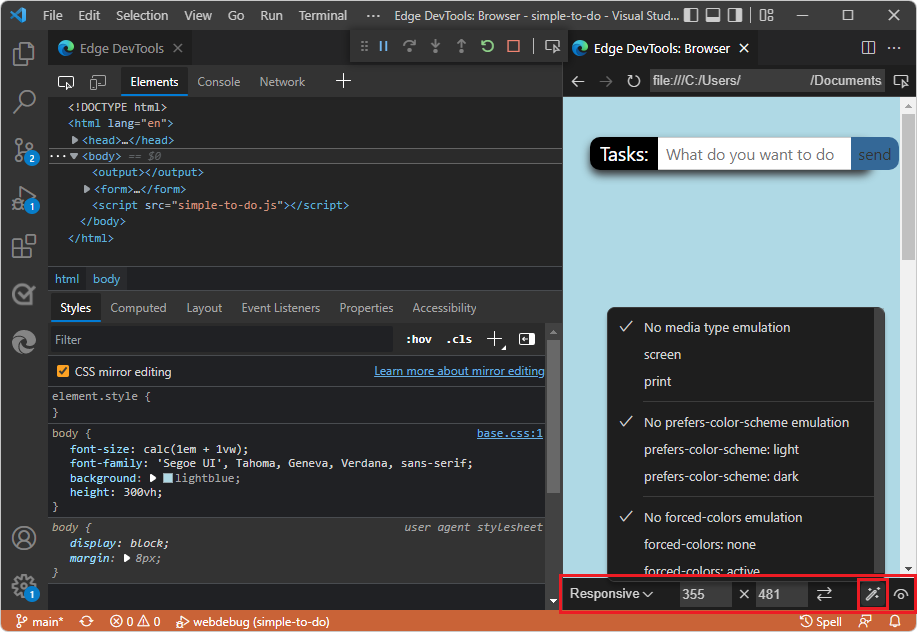 File Edit Selection View Go Run Terminal ··· Edge DevTools: Browser - simple-to-do - Visual Stud...
Edge DevTools
Edge DevTools: Browser
Elements Console Network
file:///C:/Users/ /Documents
<!DOCTYPE html>
<html lang="en">
<head>…</head>
··· <body> == $0
<output></output>
<form>…</form>
<script src="simple-to-do.js"></script>
</body>
</html>
html body
Styles Computed Layout Event Listeners Properties Accessibility
Filter :hov .cls
CSS mirror editing Learn more about mirror editing
element.style {
}
body { base.css:1
font-size: calc(1em + 1vw);
font-family: 'Segoe UI', Tahoma, Geneva, Verdana, sans-serif;
background: lightblue;
height: 300vh;
}
body { user agent stylesheet
display: block;
margin: 8px;
}
2
1
1
Tasks: What do you want to do send
No media type emulation
screen
print
No prefers-color-scheme emulation
prefers-color-scheme: light
prefers-color-scheme: dark
No forced-colors emulation
forced-colors: none
forced-colors: active
Responsive 355 × 481
main* 0 0 webdebug (simple-to-do) Spell